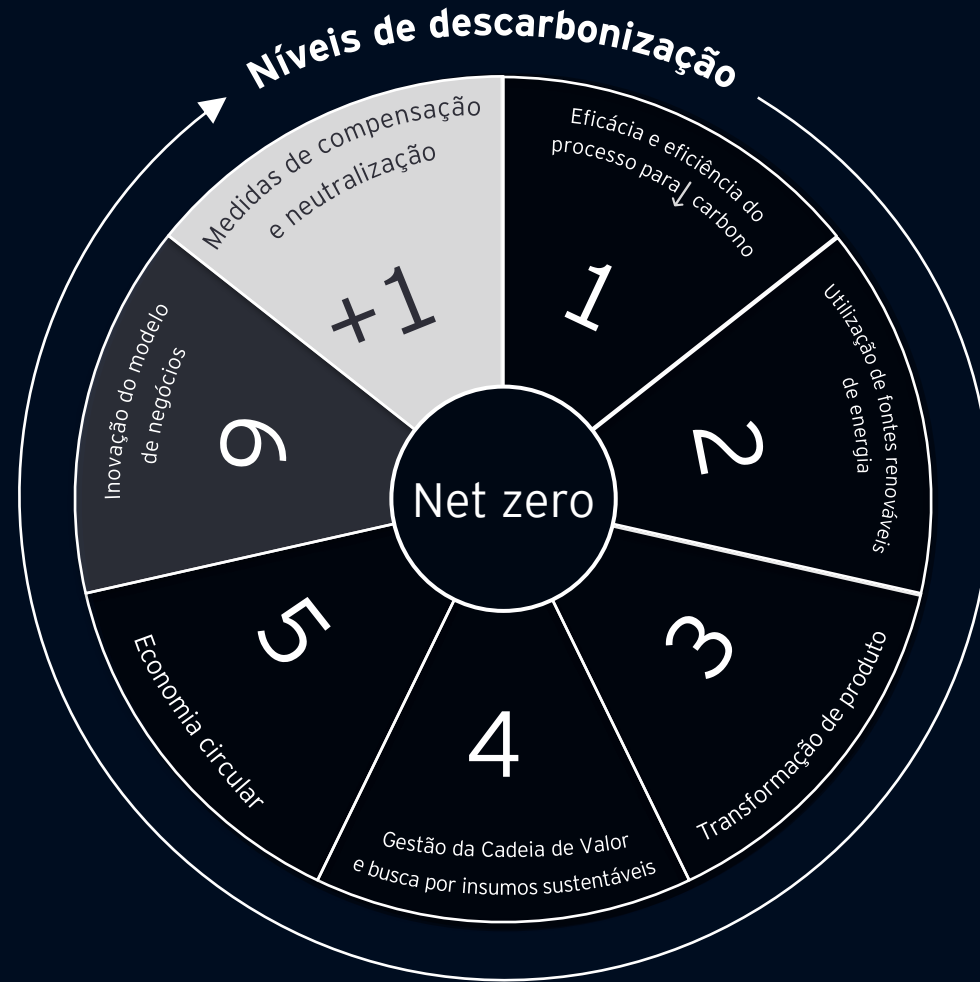 Níveis de descarbonização
Eficácia e eficiência do
processo para↓ carbono
1
Utilização de fontes renováveis
de energia
2
3
Transformação de produto
4
Gestão da Cadeia de Valor
e busca por insumos sustentáveis
5
Economia circular
Inovação do modelo
de negócios
6
Medidas de compensação
e neutralização
+1
Net zero